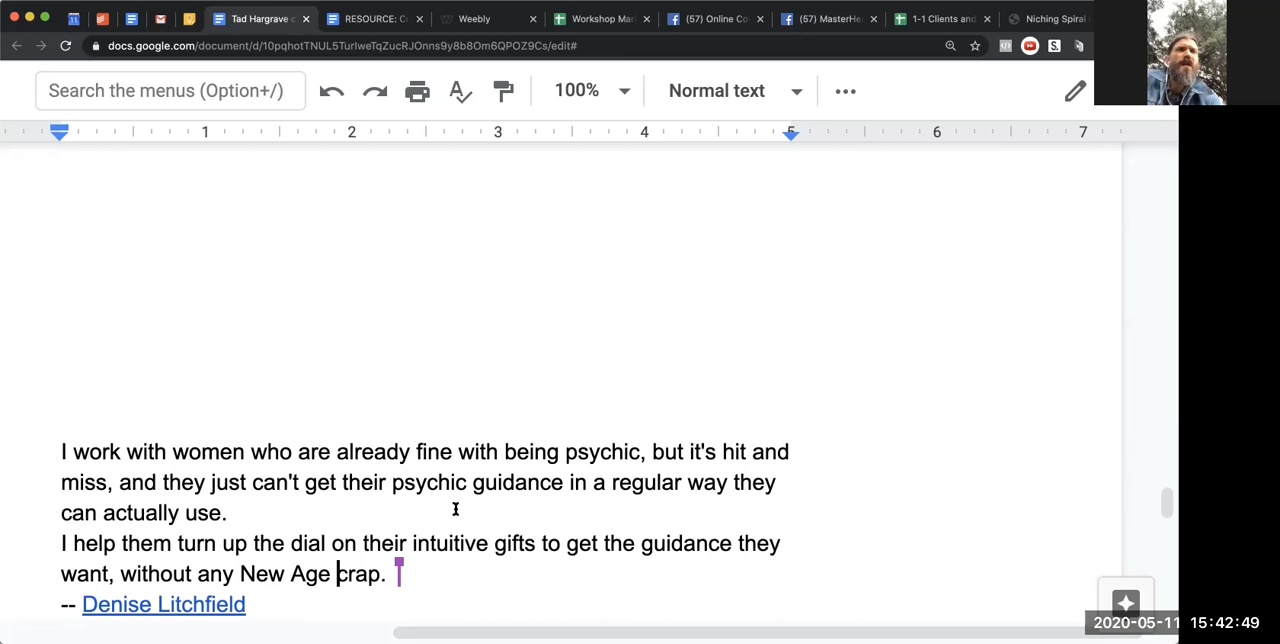 31
Tad Hargrave c
RESOURCE: C
Weebly
Workshop Mar
(57) Online Co
(57) MasterHe
1-1 Clients and
Niching Spiral
docs.google.com/document/d/10pqhotTNUL5TurIweTqZucRJOnns9y8b8Om6QPOZ9Cs/edit#
Search the menus (Option+/)
100%
Normal text
1 2 3 4 5 6 7
I work with women who are already fine with being psychic, but it's hit and
miss, and they just can't get their psychic guidance in a regular way they
can actually use.
I help them turn up the dial on their intuitive gifts to get the guidance they
want, without any New Age crap.
-- Denise Litchfield
2020-05-11 15:42:49